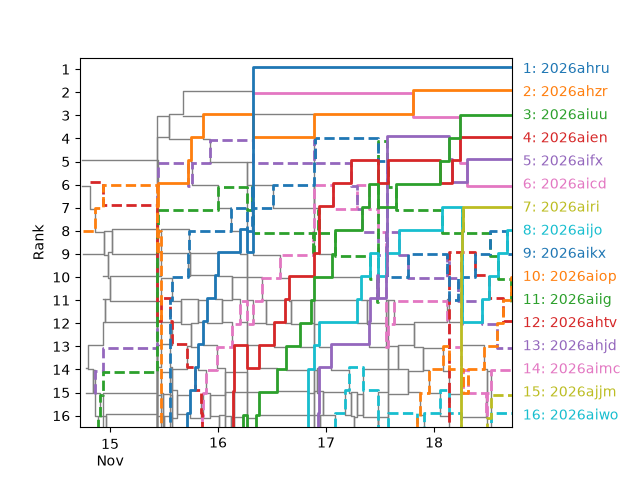 1: 2026ahru
2: 2026ahzr
3: 2026aiuu
4: 2026aien
5: 2026aifx
6: 2026aicd
7: 2026airi
8: 2026aijo
9: 2026aikx
10: 2026aiop
11: 2026aiig
12: 2026ahtv
13: 2026ahjd
14: 2026aimc
15: 2026ajjm
16: 2026aiwo
1
2
3
4
5
6
7
8
9
10
11
12
13
14
15
16
Rank
15
16
17
18
Nov